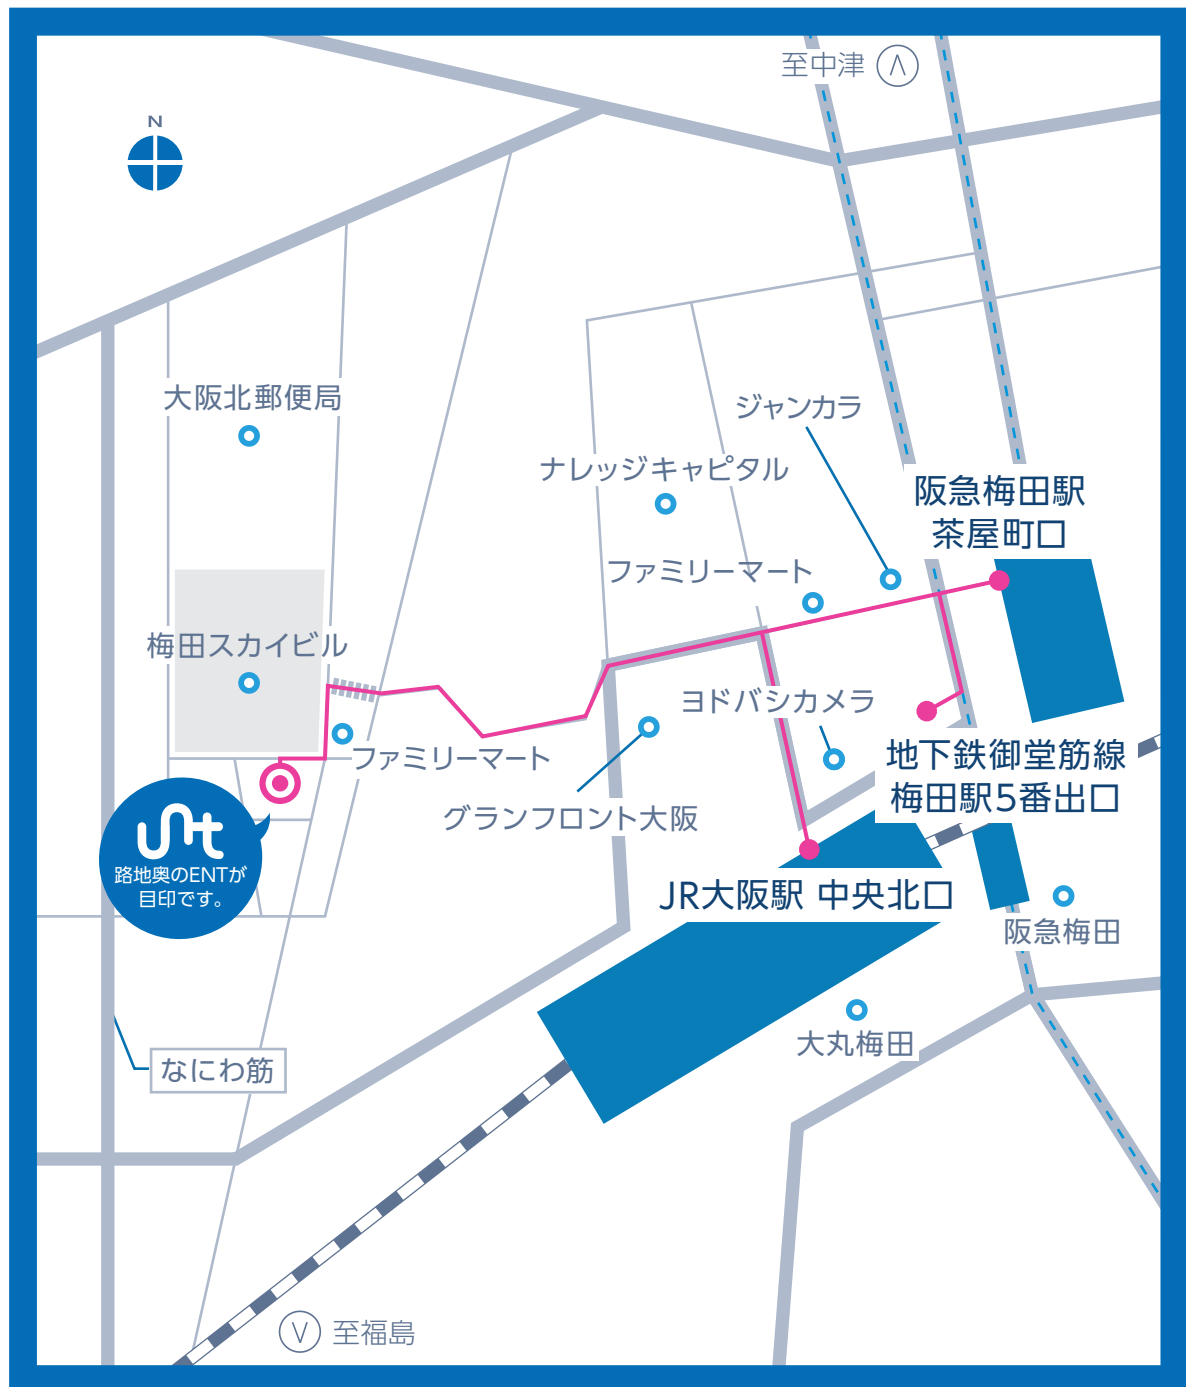 至中津
N
大阪北郵便局
ジャンカラ
ナレッジキャピタル
阪急梅田駅
茶屋町口
ファミリーマート
梅田スカイビル
ヨドバシカメラ
ファミリーマート
地下鉄御堂筋線
梅田駅5番出口
グランフロント大阪
unt
路地奥のENTが
目印です。
JR大阪駅 中央北口
阪急梅田
大丸梅田
なにわ筋
至福島